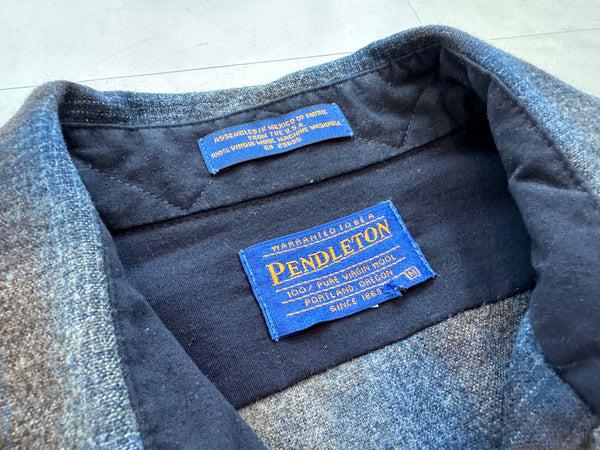 ASSEMBLED IN MEXICO OF FABRIC
FROM THE U.S.A.
100% VIRGIN WOOL MACHINE WASHABLE
WARRANTED TO BE A
PENDLETON
100% PURE VIRGIN WOOL
M
PORTLAND, OREGON
SINCE 1863